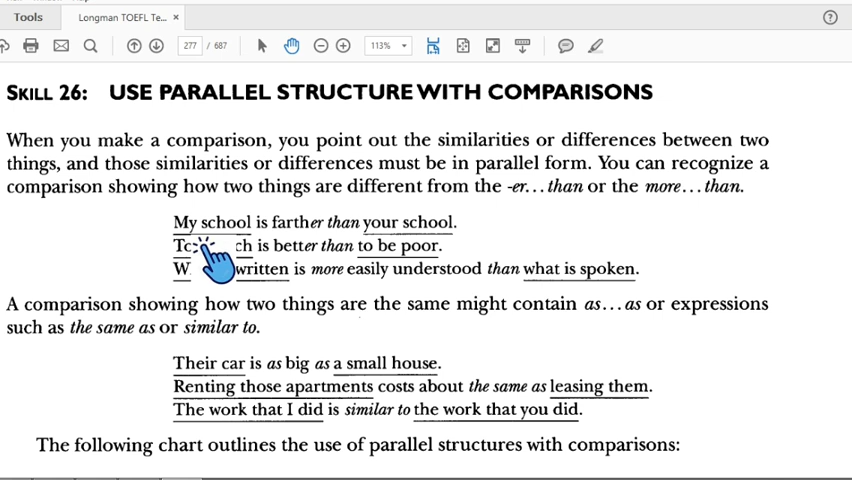 Tools
Longman TOEFL Te... ×
277 / 687
113%
SKILL 26: USE PARALLEL STRUCTURE WITH COMPARISONS
When you make a comparison, you point out the similarities or differences between two
things, and those similarities or differences must be in parallel form. You can recognize a
comparison showing how two things are different from the -er...than or the more...than.
My school is farther than your school.
is better than to be poor.
written is more easily understood than what is spoken.
A comparison showing how two things are the same might contain as...as or expressions
such as the same as or similar to.
Their car is as big as a small house.
Renting those apartments costs about the same as leasing them.
The work that I did is similar to the work that you did.
The following chart outlines the use of parallel structures with comparisons: